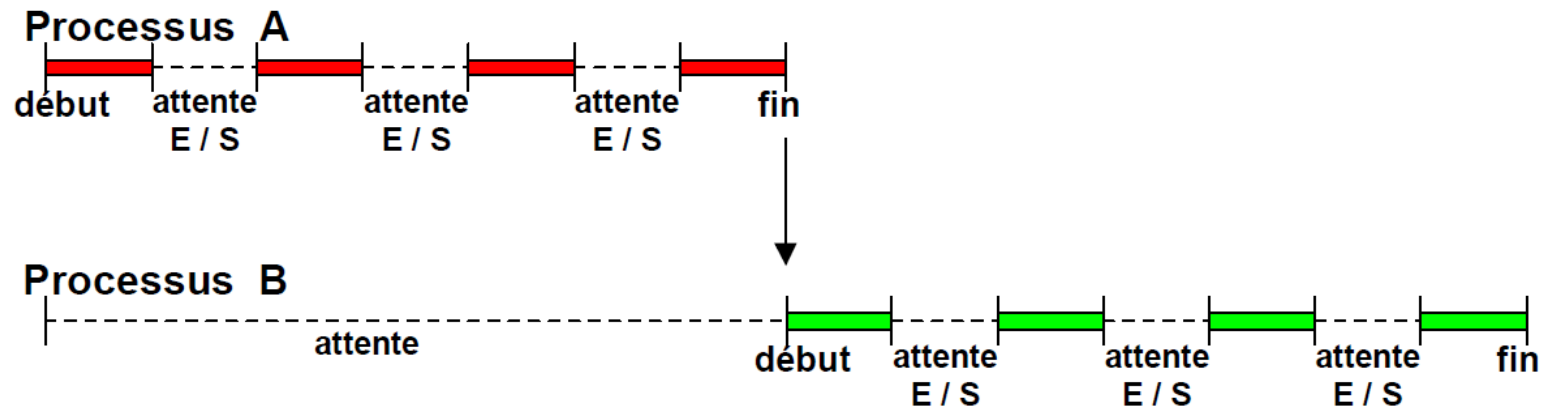 Processus A
début attente attente attente fin
E / S E / S E / S
Processus B
attente
début attente attente attente fin
E / S E / S E / S